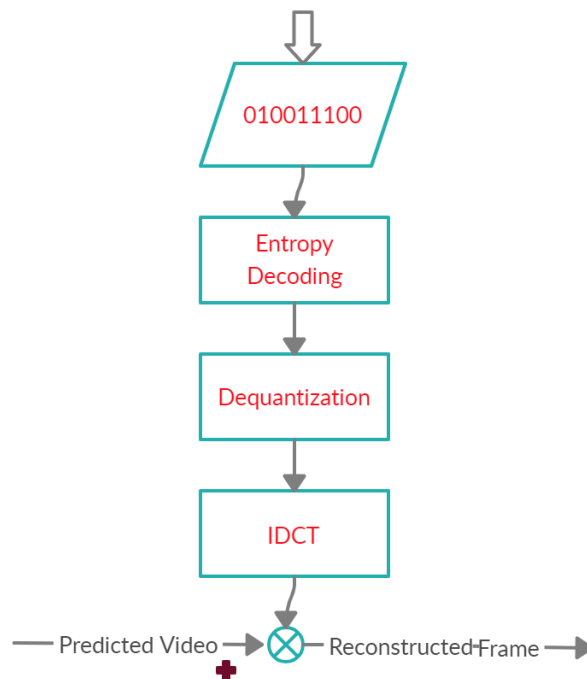 010011100
Entropy
Decoding
Dequantization
IDCT
Predicted Video
Reconstructed Frame